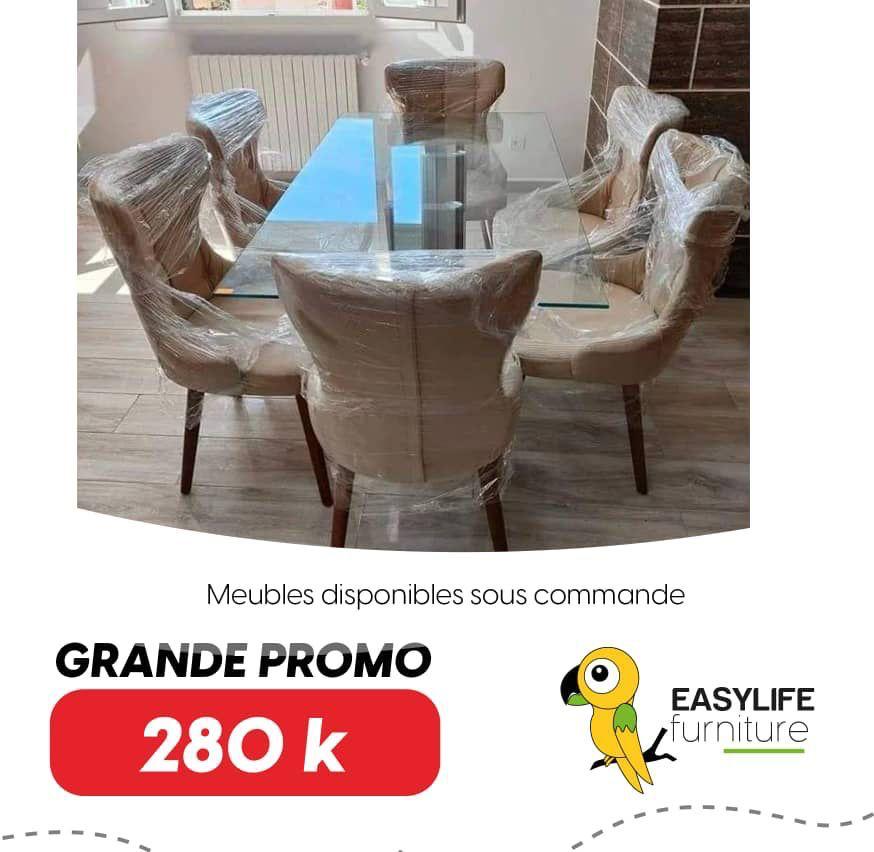 Meubles disponibles sous commande
GRANDE PROMO
280 k
EASYLIFE
furniture